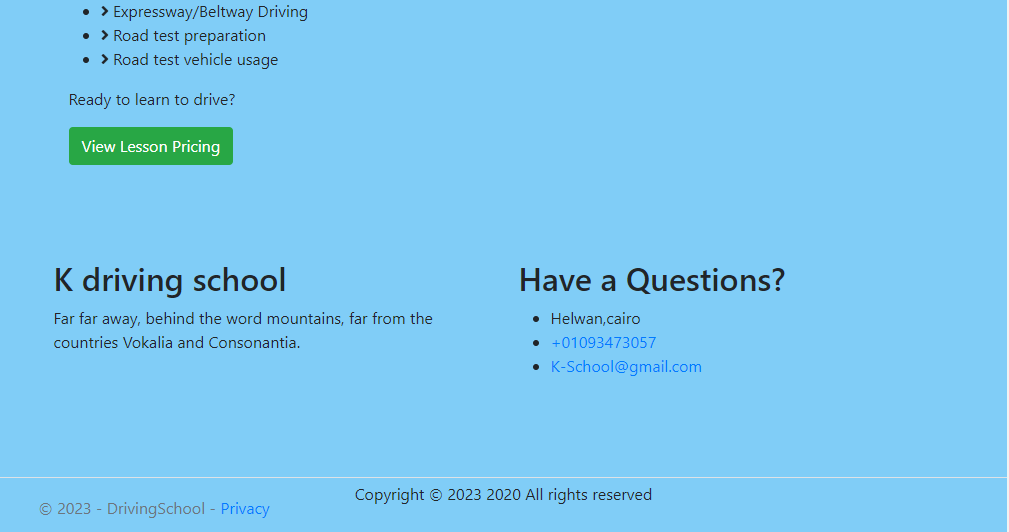 Expressway/Beltway Driving
Road test preparation
Road test vehicle usage
Ready to learn to drive?
View Lesson Pricing
K driving school
Far far away, behind the word mountains, far from the
countries Vokalia and Consonantia.
Have a Questions?
Helwan,cairo
+01093473057
K-School@gmail.com
Copyright © 2023 2020 All rights reserved
© 2023 - DrivingSchool - Privacy